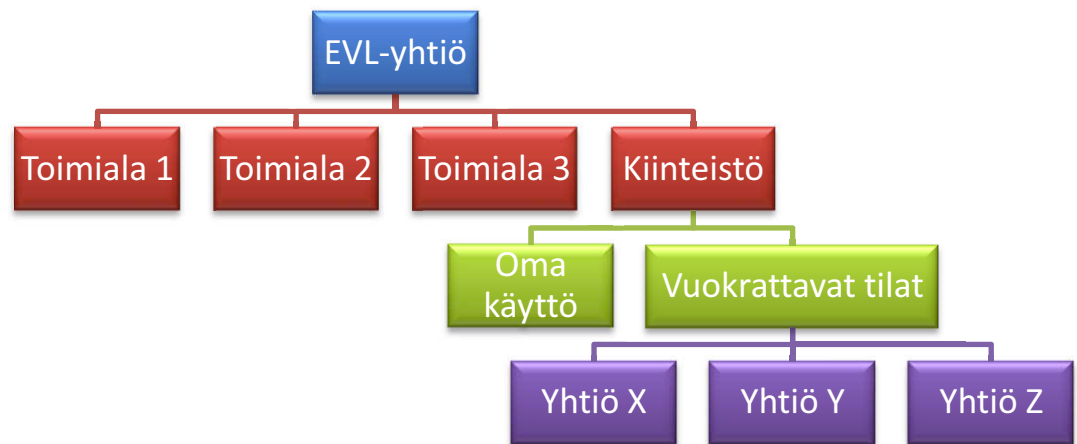 EVL-yhtiö
Toimiala 1
Toimiala 2
Toimiala 3
Kiinteistö
Oma
käyttö
Vuokrattavat tilat
Yhtiö X
Yhtiö Y
Yhtiö Z